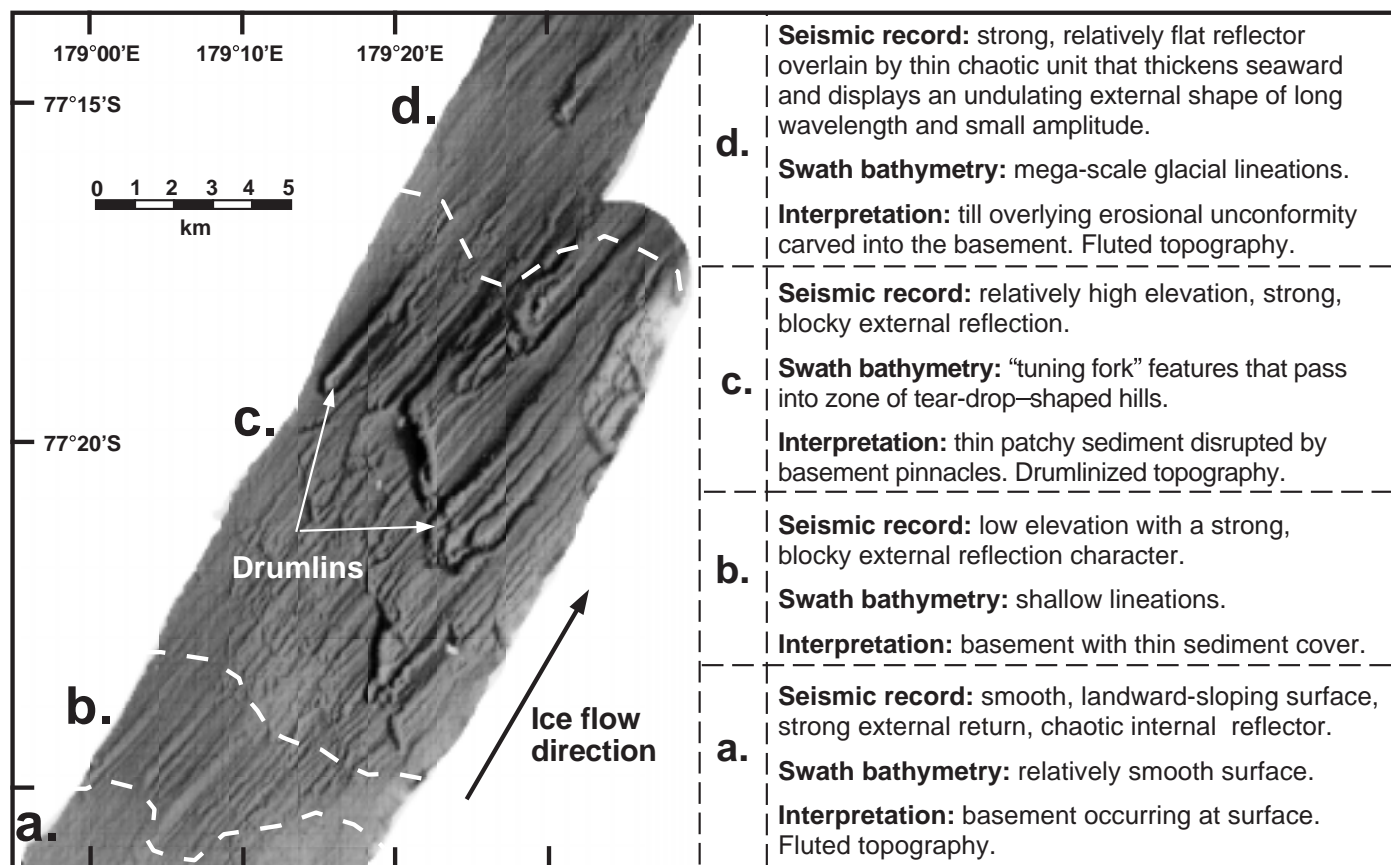 179°00'E 179°10'E 179°20'E
77°15'S
0 1 2 3 4 5
km
d.
c.
77°20'S
Drumlins
b.
Ice flow
direction
a.
d.
Seismic record: strong, relatively flat reflector
overlain by thin chaotic unit that thickens seaward
and displays an undulating external shape of long
wavelength and small amplitude.
Swath bathymetry: mega-scale glacial lineations.
Interpretation: till overlying erosional unconformity
carved into the basement. Fluted topography.
c.
Seismic record: relatively high elevation, strong,
blocky external reflection.
Swath bathymetry: “tuning fork” features that pass
into zone of tear-drop–shaped hills.
Interpretation: thin patchy sediment disrupted by
basement pinnacles. Drumlinized topography.
b.
Seismic record: low elevation with a strong,
blocky external reflection character.
Swath bathymetry: shallow lineations.
Interpretation: basement with thin sediment cover.
a.
Seismic record: smooth, landward-sloping surface,
strong external return, chaotic internal reflector.
Swath bathymetry: relatively smooth surface.
Interpretation: basement occurring at surface.
Fluted topography.